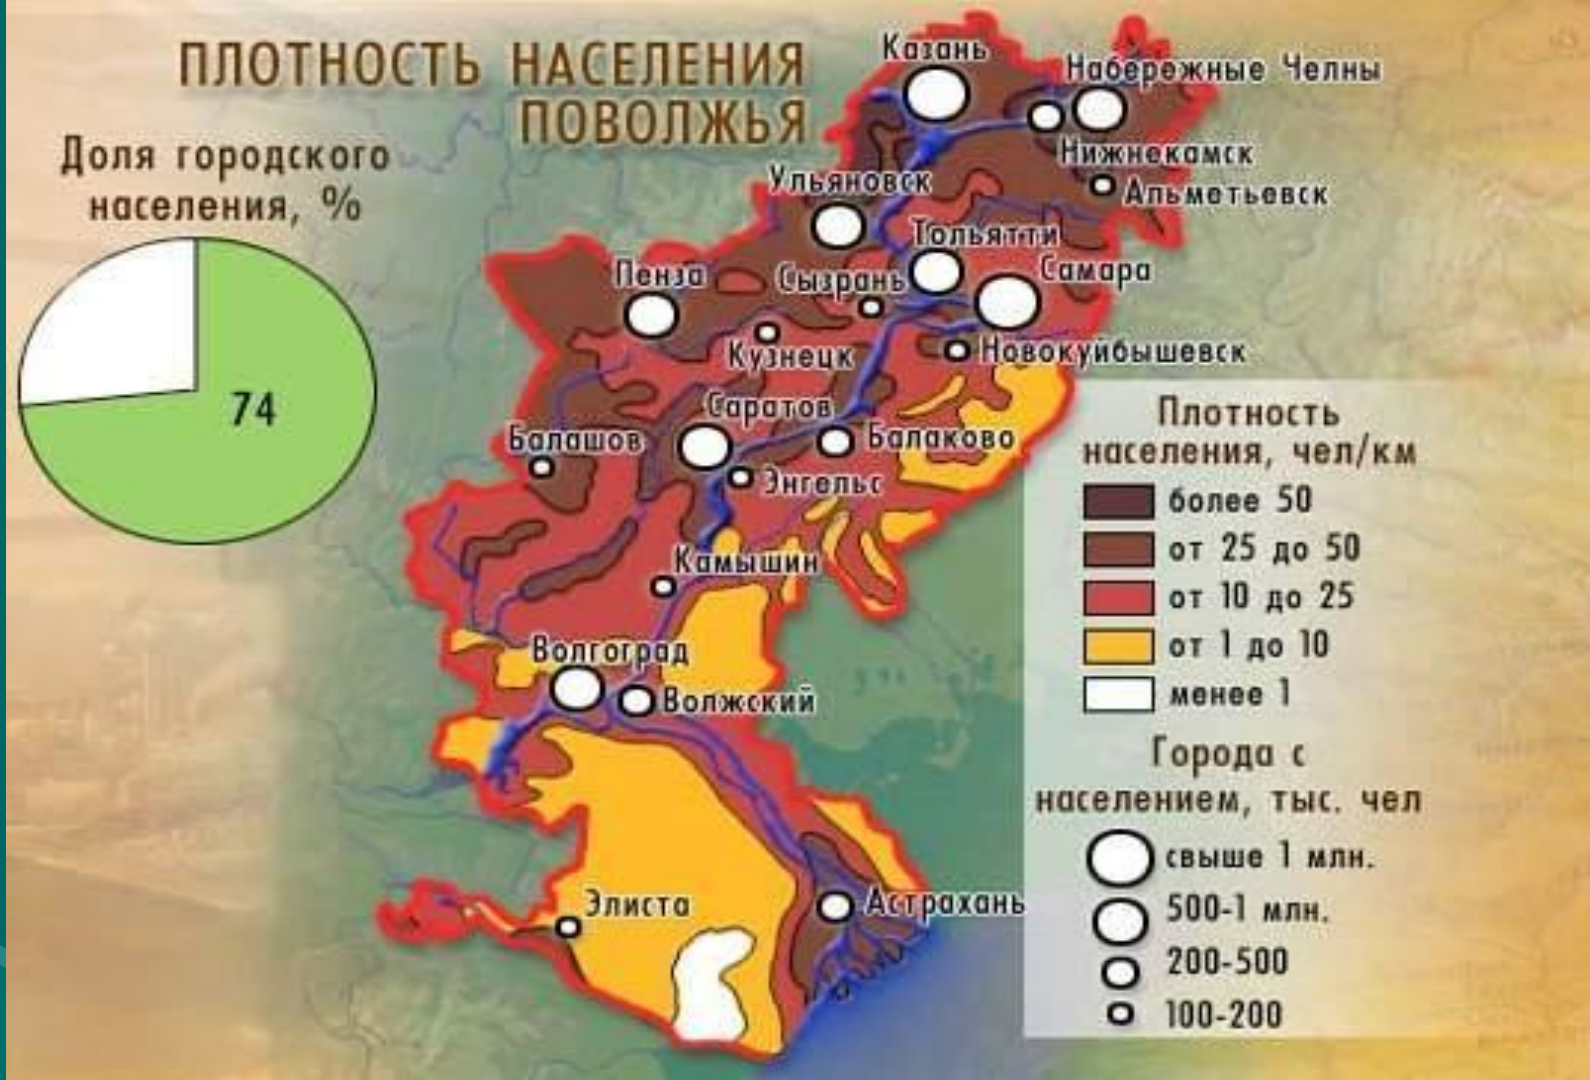 ПЛОТНОСТЬ НАСЕЛЕНИЯ
ПОВОЛЖЬЯ
Доля городского
населения, %
74
Казань
Набережные Челны
Нижнекамск
Альметьевск
Ульяновск
Тольятти
Самара
Сызрань
Пенза
Кузнецк
Новокуйбышевск
Саратов
Балашов
Балаково
Энгельс
Камышин
Волгоград
Волжский
Элиста
Астрахань
Плотность
населения, чел/км
более 50
от 25 до 50
от 10 до 25
от 1 до 10
менее 1
Города с
населением, тыс. чел
свыше 1 млн.
500-1 млн.
200-500
100-200